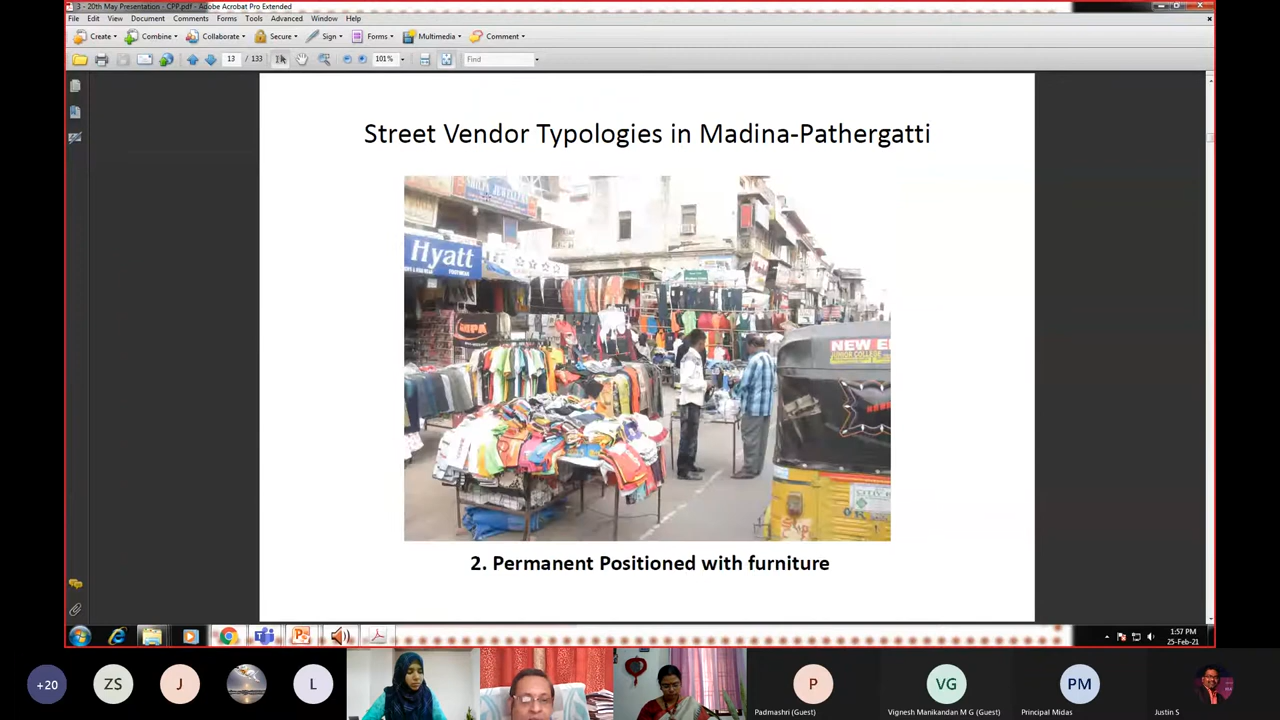 3 - 20th May Presentation - CPP.pdf - Adobe Acrobat Pro Extended
File Edit View Document Comments Forms Tools Advanced Window Help
Create Combine Collaborate Secure Sign Forms Multimedia Comment
13 / 133 101% Find
Street Vendor Typologies in Madina-Pathergatti
Hyatt
FOOTWEAR
NEW
JUNIOR COLLEGE
2. Permanent Positioned with furniture
1:57 PM
25-Feb-21
+20 ZS J L P VG PM
Padmashri (Guest) Vignesh Manikandan M G (Guest) Principal Midas Justin S